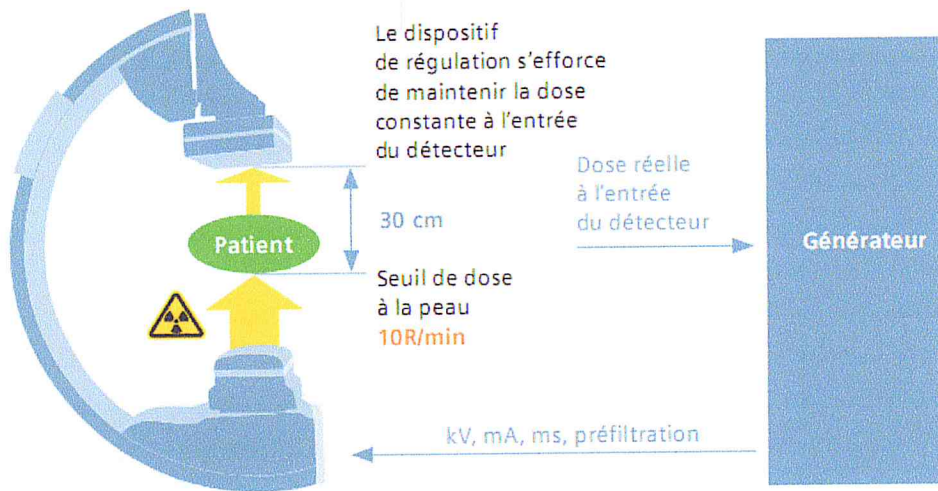 Le dispositif
de régulation s'efforce
de maintenir la dose
constante à l'entrée
du détecteur
Dose réelle
à l'entrée
du détecteur
30 cm
Patient
Générateur
Seuil de dose
à la peau
10R/min
kV, mA, ms, préfiltration